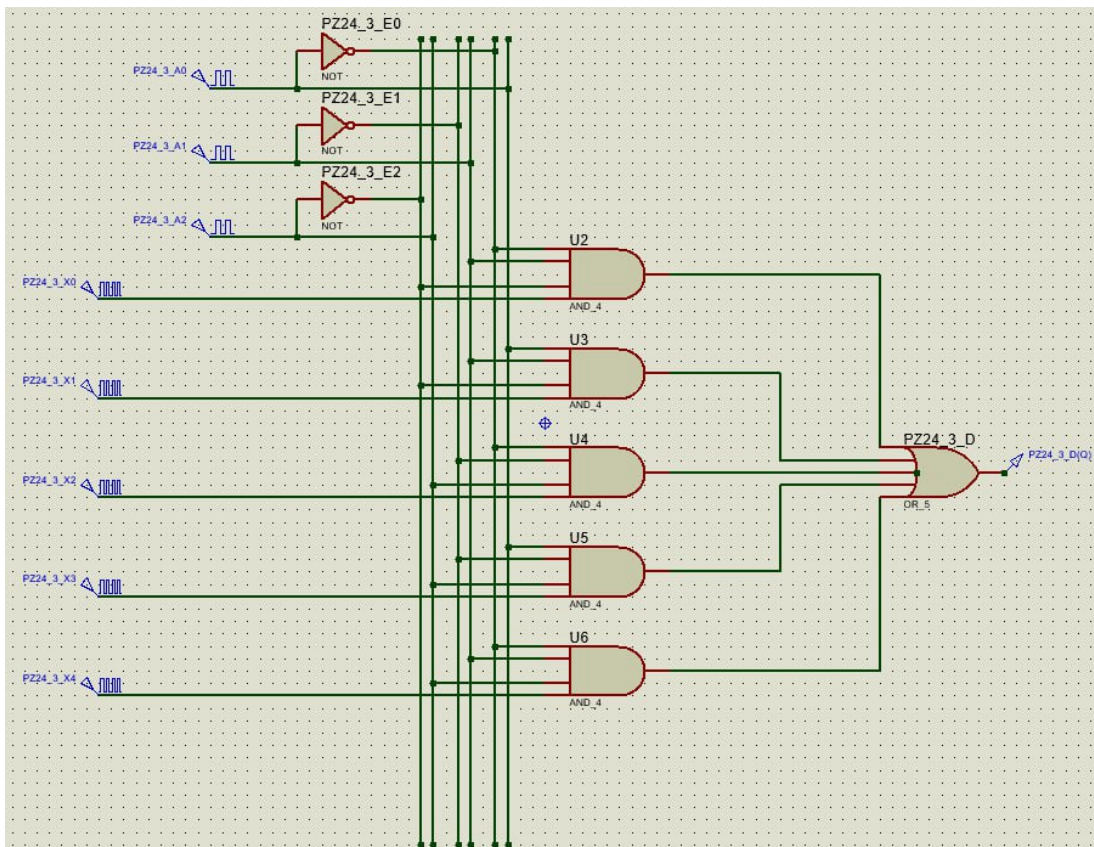 PZ24_3_E0
PZ24_3_A0
NOT
PZ24_3_E1
PZ24_3_A1
NOT
PZ24_3_E2
PZ24_3_A2
NOT
U2
PZ24_3_X0
AND_4
U3
PZ24_3_X1
AND_4
U4
PZ24_3_D
PZ24_3_D(Q)
PZ24_3_X2
AND_4
OR_5
U5
PZ24_3_X3
AND_4
U6
PZ24_3_X4
AND_4